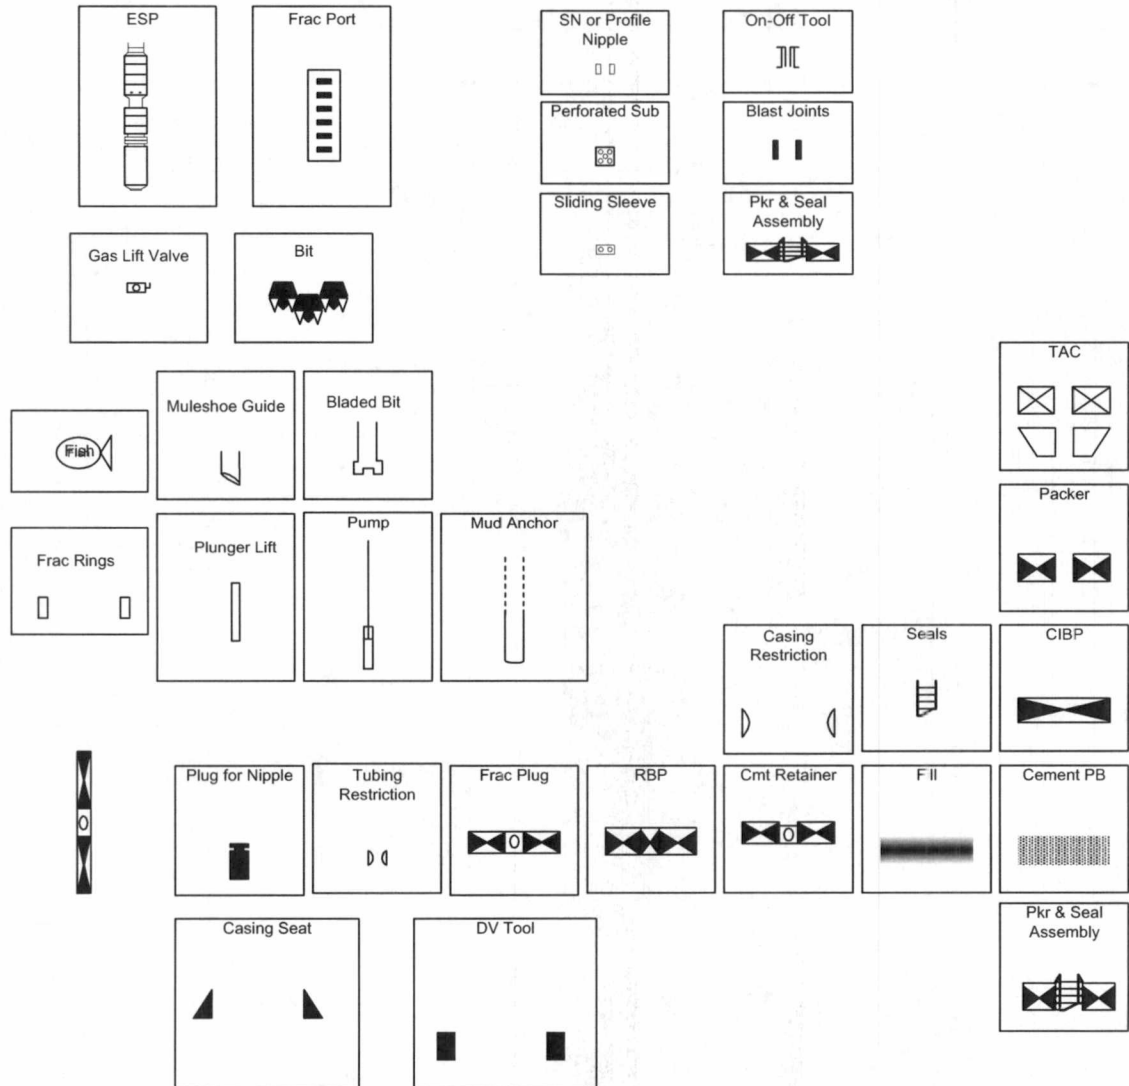 ESP
Frac Port
SN or Profile
Nipple
On-Off Tool
Perforated Sub
Blast Joints
Sliding Sleeve
Pkr & Seal
Assembly
Gas Lift Valve
Bit
TAC
Muleshoe Guide
Bladed Bit
Fish
Packer
Frac Rings
Plunger Lift
Pump
Mud Anchor
Casing
Restriction
Seals
CIBP
Plug for Nipple
Tubing
Restriction
Frac Plug
RBP
Cmt Retainer
F ll
Cement PB
Casing Seat
DV Tool
Pkr & Seal
Assembly